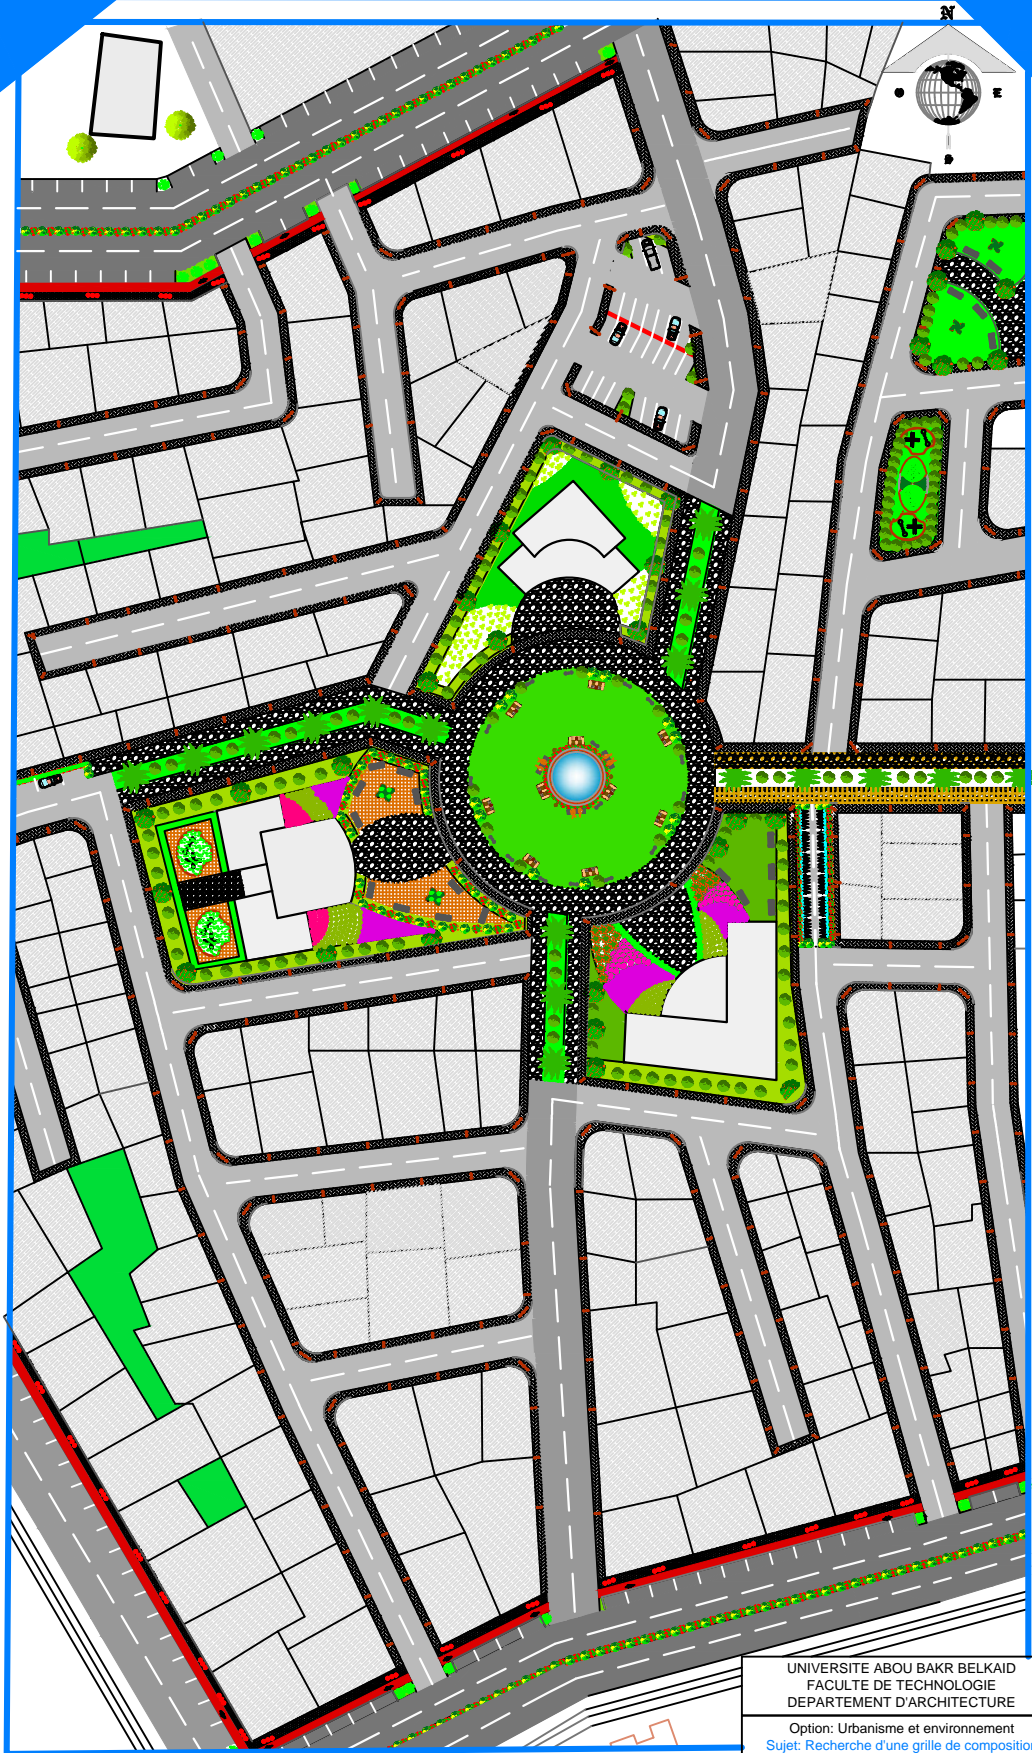 N
UNIVERSITE ABOU BAKR BELKAID
FACULTE DE TECHNOLOGIE
DEPARTEMENT D'ARCHITECTURE
Option: Urbanisme et environnement
Sujet: Recherche d'une grille de composition